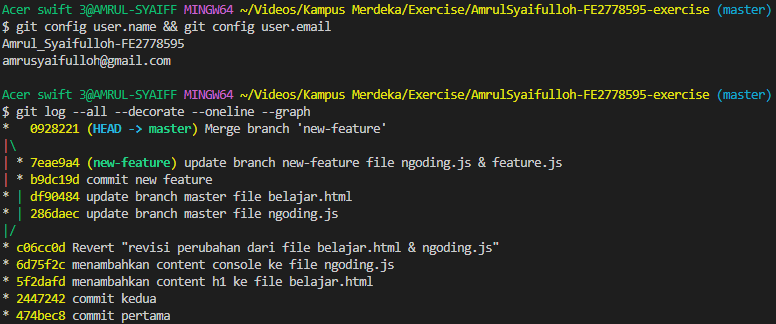 Acer swift 3@AMRUL-SYAIFF MINGW64 ~/Videos/Kampus Merdeka/Exercise/AmrulSyaifulloh-FE2778595-exercise (master)
$ git config user.name && git config user.email
Amrul_Syaifulloh-FE2778595
amrusyaifulloh@gmail.com

Acer swift 3@AMRUL-SYAIFF MINGW64 ~/Videos/Kampus Merdeka/Exercise/AmrulSyaifulloh-FE2778595-exercise (master)
$ git log --all --decorate --oneline --graph
*   0928221 (HEAD -> master) Merge branch 'new-feature'
|\
| * 7eae9a4 (new-feature) update branch new-feature file ngoding.js & feature.js
| * b9dc19d commit new feature
* | df90484 update branch master file belajar.html
* | 286daec update branch master file ngoding.js
|/
* c06cc0d Revert "revisi perubahan dari file belajar.html & ngoding.js"
* 6d75f2c menambahkan content console ke file ngoding.js
* 5f2dafd menambahkan content h1 ke file belajar.html
* 2447242 commit kedua
* 474bec8 commit pertama